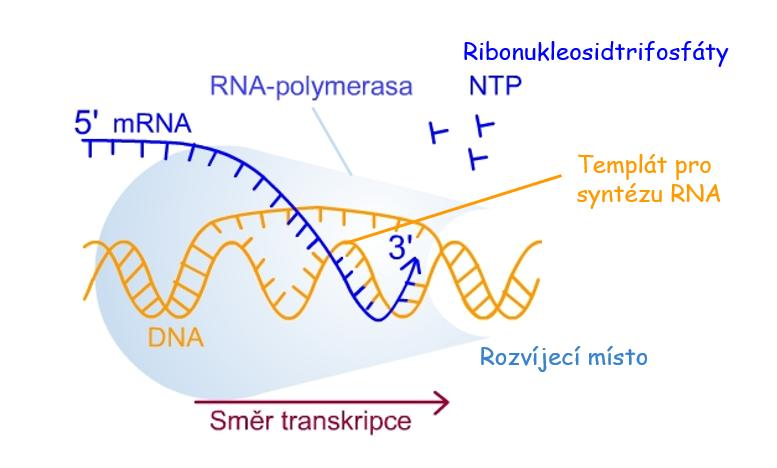 Ribonukleosidtrifosfáty
RNA-polymerasa
NTP
5' mRNA
Templát pro
syntézu RNA
3'
DNA
Rozvíjecí místo
Směr transkripce